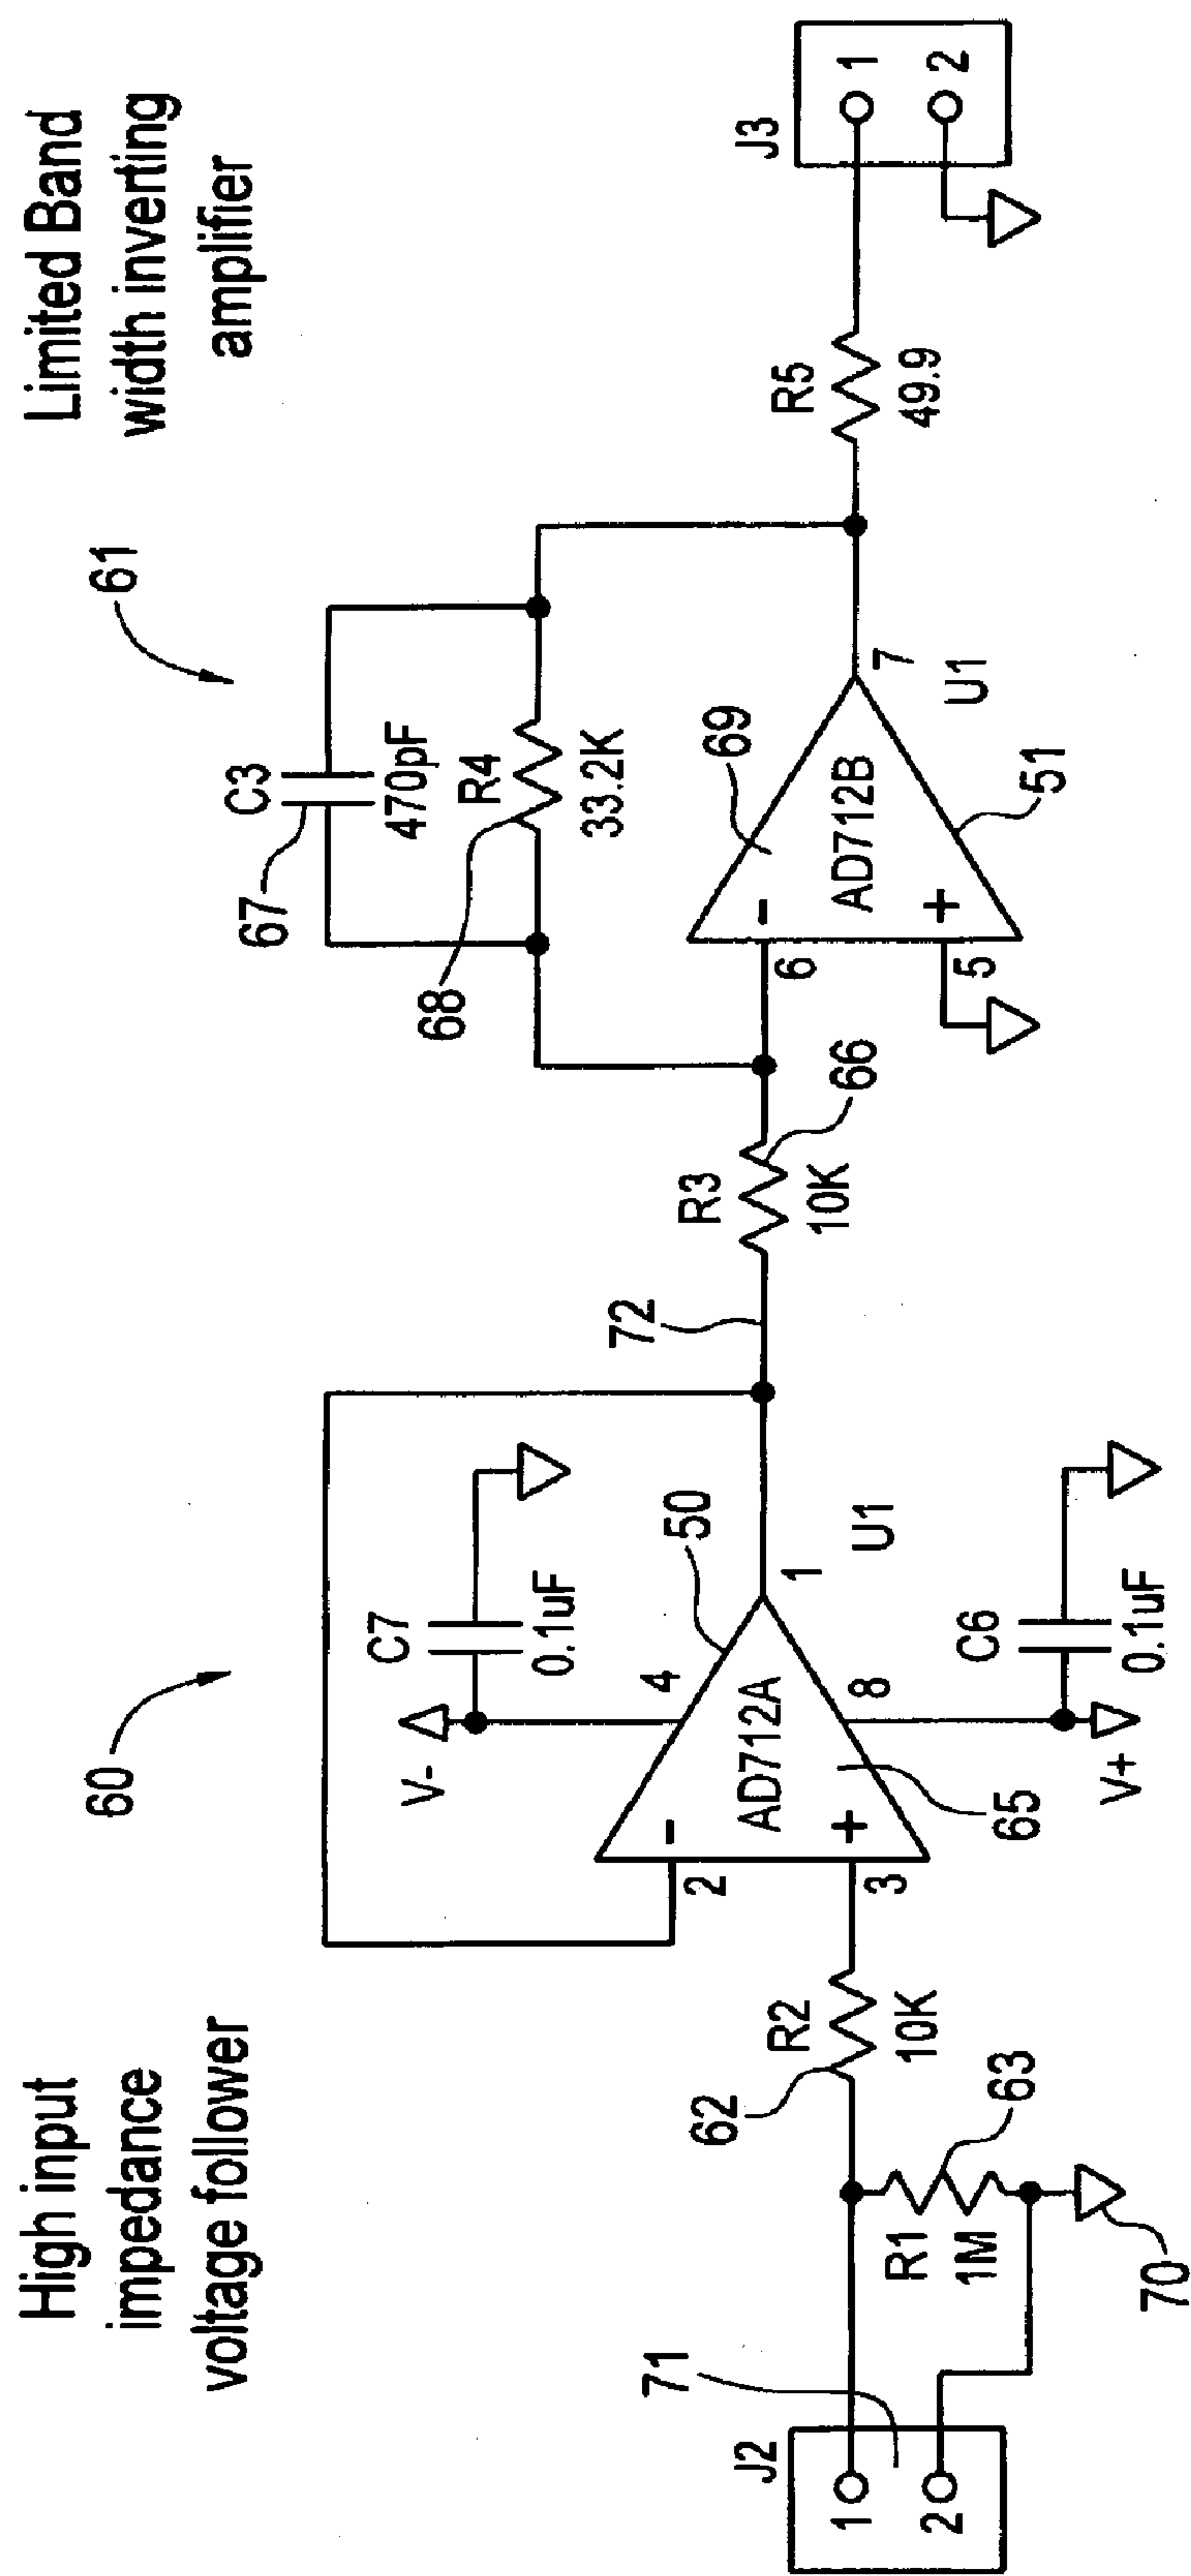 High input
impedance
voltage follower
Limited Band
width inverting
amplifier
60
61
J2
1
2
71
R1
1M
63
70
62
R2
10K
2
3
-
+
AD712A
65
50
4
8
1
U1
V-
C7
0.1uF
V+
C6
0.1uF
72
R3
10K
66
67
C3
470pF
68
R4
33.2K
6
5
-
+
AD712B
69
51
7
U1
R5
49.9
J3
1
2